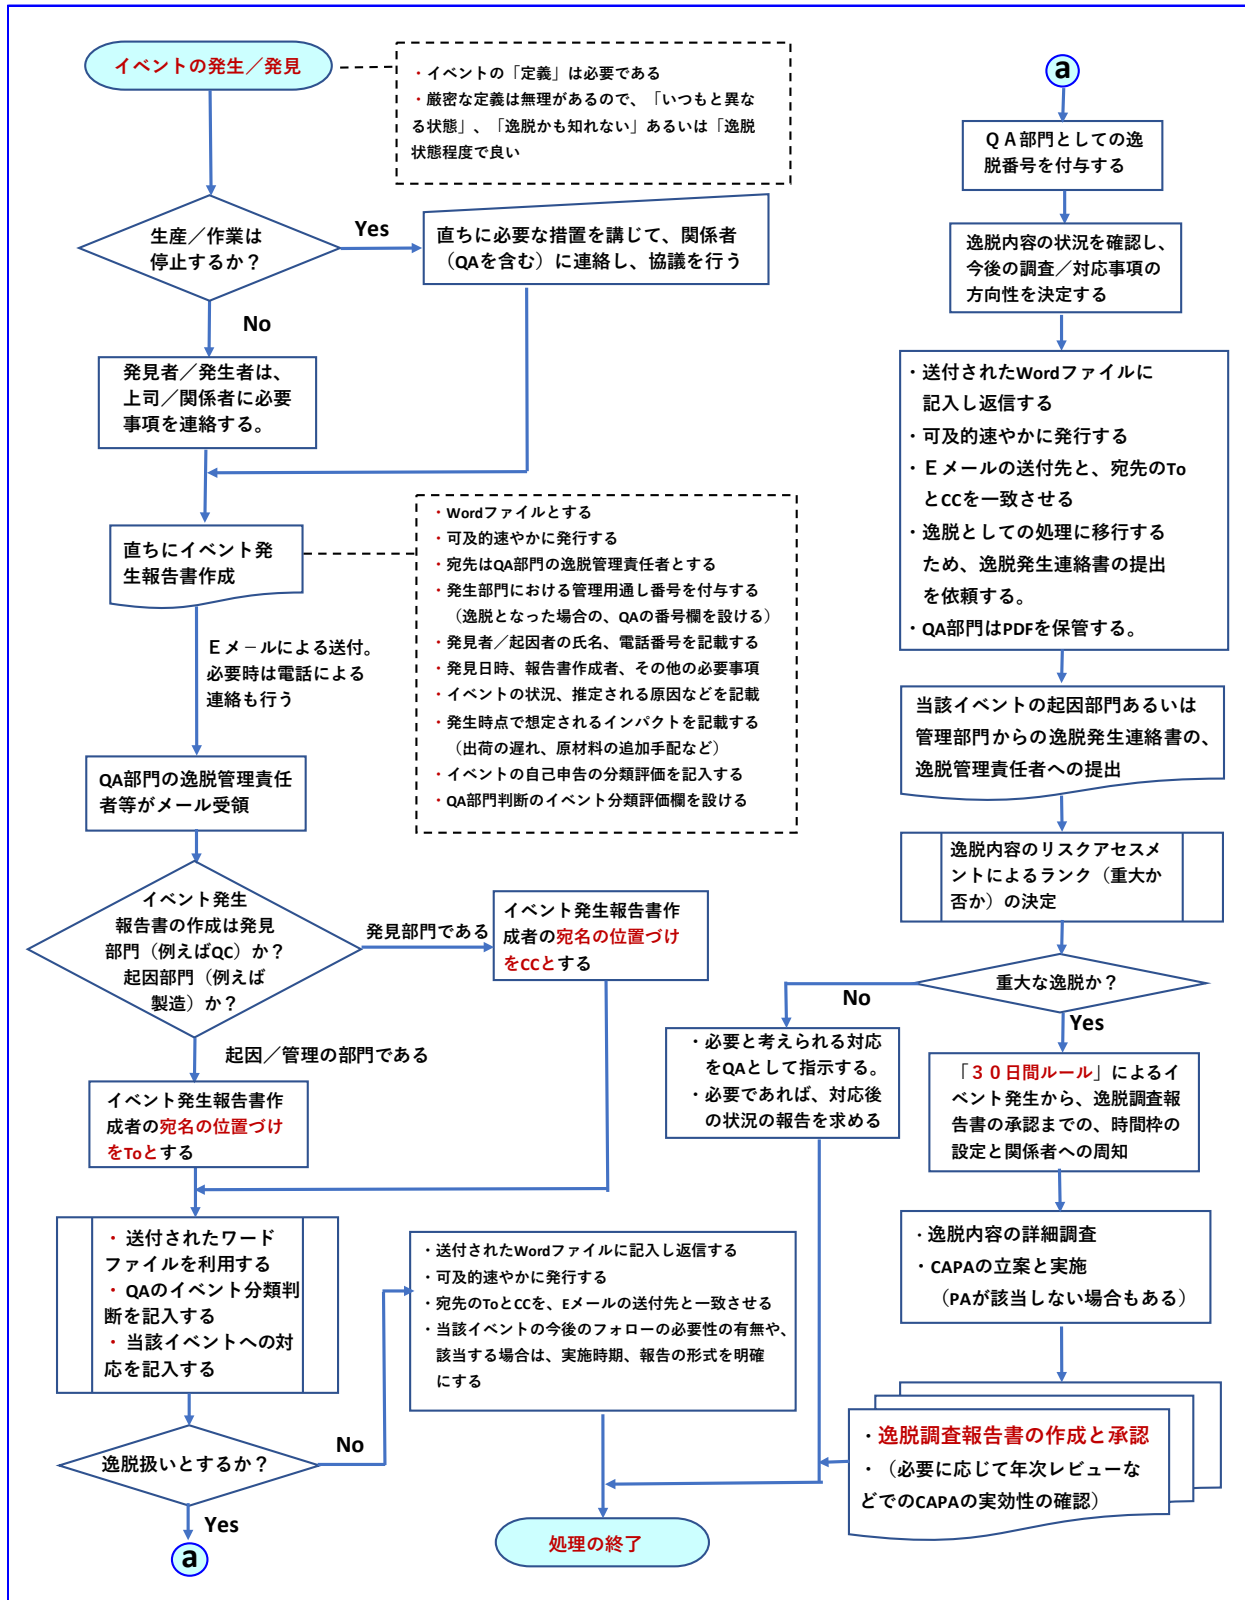 イベントの発生／発見
・イベントの「定義」は必要である
・厳密な定義は無理があるので、「いつもと異な
る状態」、「逸脱かも知れない」あるいは「逸脱
状態程度で良い
生産／作業は
停止するか？
Yes
直ちに必要な措置を講じて、関係者
（QAを含む）に連絡し、協議を行う
No
発見者／発生者は、
上司／関係者に必要
事項を連絡する。
直ちにイベント発
生報告書作成
・Wordファイルとする
・可及的速やかに発行する
・宛先はQA部門の逸脱管理責任者とする
・発生部門における管理用通し番号を付与する
（逸脱となった場合の、QAの番号欄を設ける）
・発見者／起因者の氏名、電話番号を記載する
・発見日時、報告書作成者、その他の必要事項
・イベントの状況、推定される原因などを記載
・発生時点で想定されるインパクトを記載する
（出荷の遅れ、原材料の追加手配など）
・イベントの自己申告の分類評価を記入する
・QA部門判断のイベント分類評価欄を設ける
Ｅメ－ルによる送付。
必要時は電話による
連絡も行う
QA部門の逸脱管理責任
者等がメール受領
イベント発生
報告書の作成は発見
部門（例えばQC）か？
起因部門（例えば
製造）か？
発見部門である
イベント発生報告書作
成者の宛名の位置づけ
をCCとする
起因／管理の部門である
イベント発生報告書作
成者の宛名の位置づけ
をToとする
・ 送付されたワード
ファイルを利用する
・ QAのイベント分類判
断を記入する
・ 当該イベントへの対
応を記入する
・送付されたWordファイルに記入し返信する
・可及的速やかに発行する
・宛先のToとCCを、Eメールの送付先と一致させる
・当該イベントの今後のフォローの必要性の有無や、
該当する場合は、実施時期、報告の形式を明確
にする
逸脱扱いとするか？
No
Yes
a
処理の終了
a
ＱＡ部門としての逸
脱番号を付与する
逸脱内容の状況を確認し、
今後の調査／対応事項の
方向性を決定する
・送付されたWordファイルに
記入し返信する
・可及的速やかに発行する
・Ｅメールの送付先と、宛先のTo
とCCを一致させる
・逸脱としての処理に移行する
ため、逸脱発生連絡書の提出
を依頼する。
・QA部門はPDFを保管する。
当該イベントの起因部門あるいは
管理部門からの逸脱発生連絡書の、
逸脱管理責任者への提出
逸脱内容のリスクアセスメ
ントによるランク（重大か
否か）の決定
重大な逸脱か？
No
Yes
・必要と考えられる対応
をQAとして指示する。
・必要であれば、対応後
の状況の報告を求める
「３０日間ルール」によるイ
ベント発生から、逸脱調査報
告書の承認までの、時間枠の
設定と関係者への周知
・逸脱内容の詳細調査
・CAPAの立案と実施
（PAが該当しない場合もある）
・逸脱調査報告書の作成と承認
・（必要に応じて年次レビューな
どでのCAPAの実効性の確認）